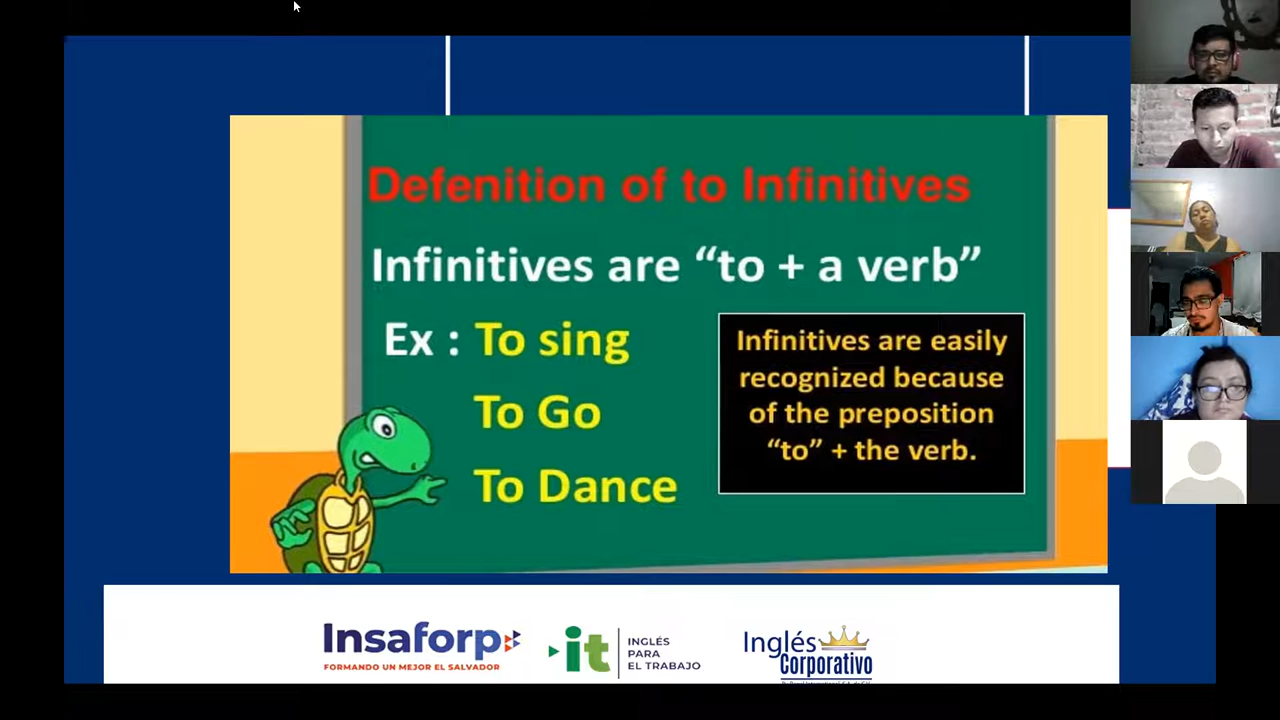 Defenition of to Infinitives
Infinitives are “to + a verb”
Ex : To sing
To Go
To Dance
Infinitives are easily
recognized because
of the preposition
“to” + the verb.
Insaforp
FORMANDO UN MEJOR EL SALVADOR
it
INGLÉS
PARA
EL TRABAJO
Inglés
Corporativo